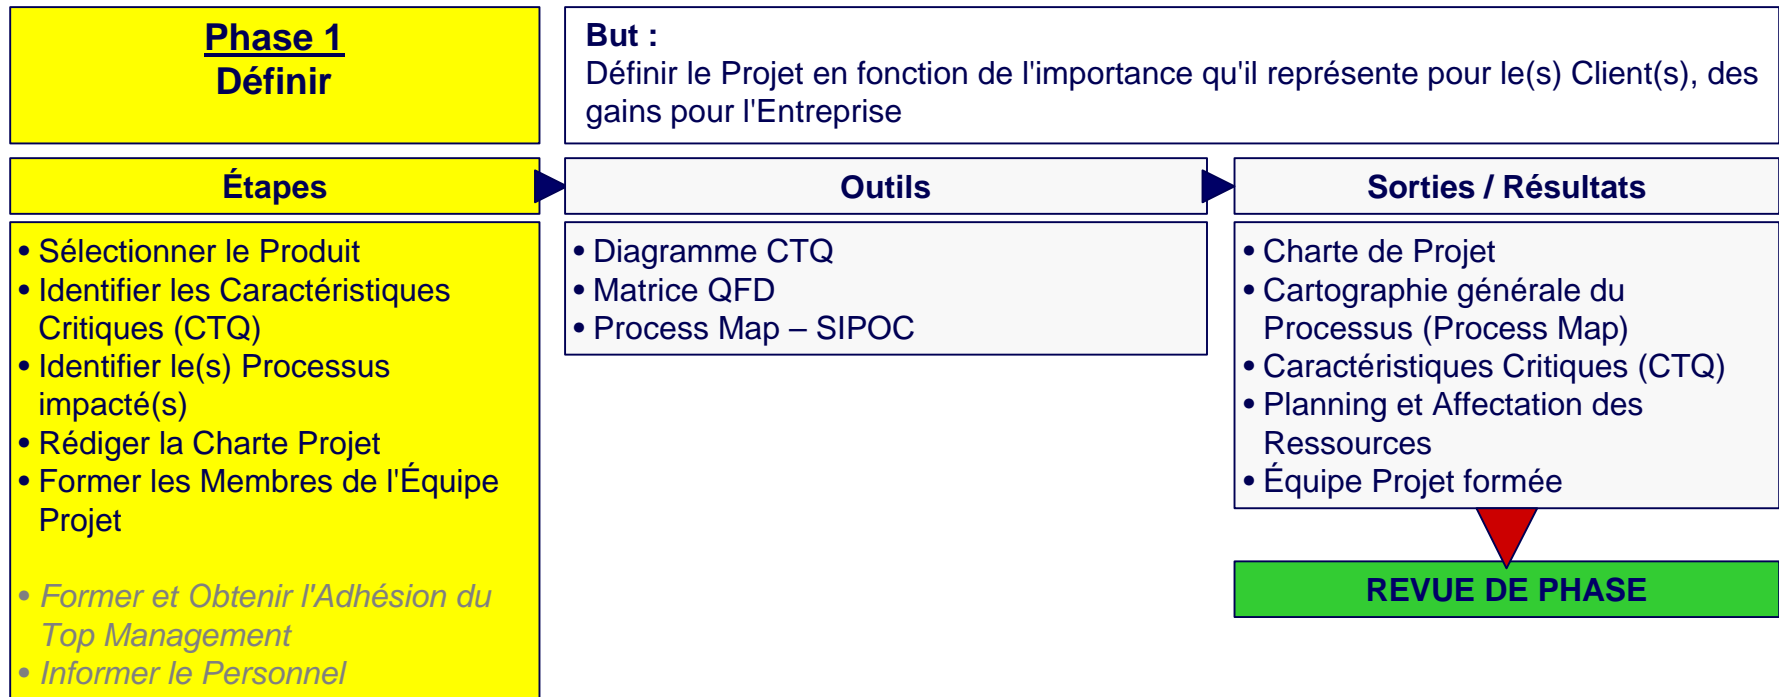 Phase 1
Définir
But :
Définir le Projet en fonction de l'importance qu'il représente pour le(s) Client(s), des
gains pour l'Entreprise
Étapes
• Sélectionner le Produit
• Identifier les Caractéristiques
Critiques (CTQ)
• Identifier le(s) Processus
impacté(s)
• Rédiger la Charte Projet
• Former les Membres de l'Équipe
Projet
• Former et Obtenir l'Adhésion du
Top Management
• Informer le Personnel
Outils
• Diagramme CTQ
• Matrice QFD
• Process Map – SIPOC
Sorties / Résultats
• Charte de Projet
• Cartographie générale du
Processus (Process Map)
• Caractéristiques Critiques (CTQ)
• Planning et Affectation des
Ressources
• Équipe Projet formée
REVUE DE PHASE